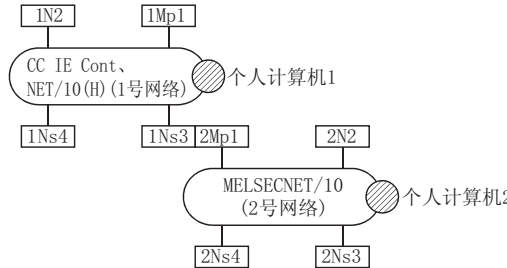 1N2 1Mp1
CC IE Cont、
NET/10(H)(1号网络)
个人计算机1
1Ns4 1Ns3 2Mp1 2N2
MELSECNET/10
(2号网络)
个人计算机2
2Ns4 2Ns3